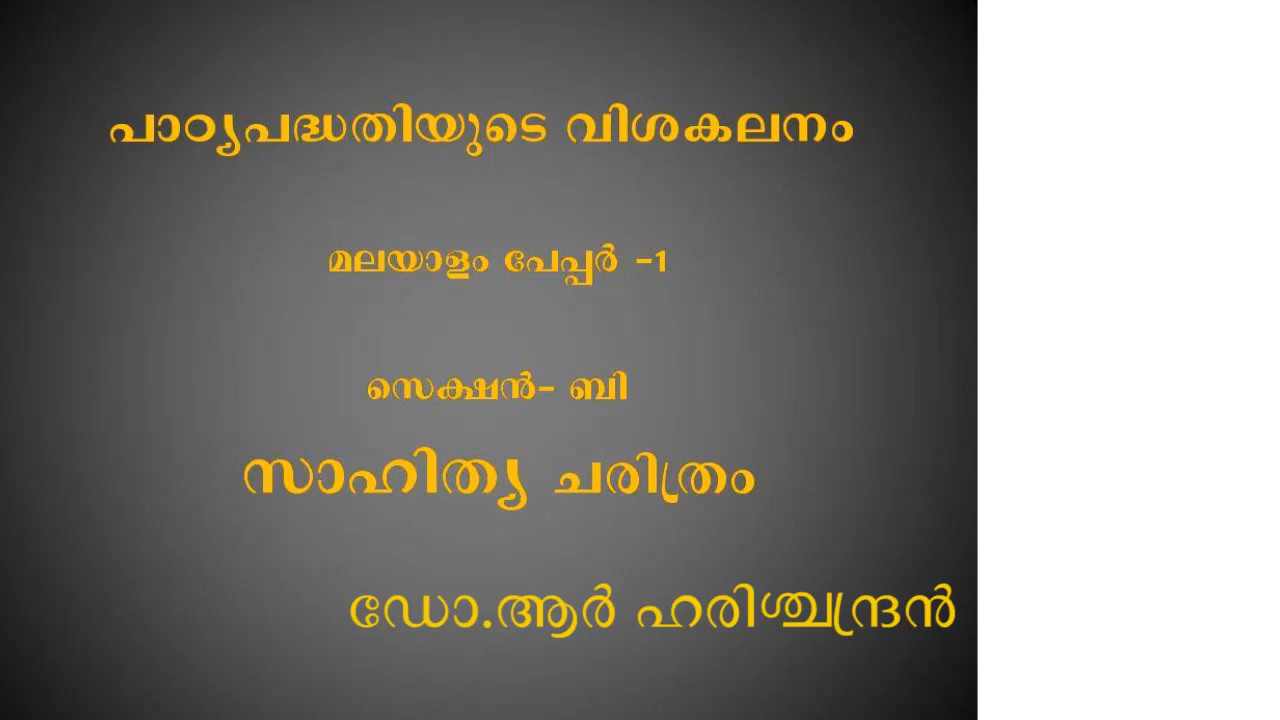 പാഠ്യപദ്ധതിയുടെ വിശകലനം
മലയാളം പേപ്പർ -1
സെക്ഷൻ- ബി
സാഹിത്യ ചരിത്രം
ഡോ.ആർ ഹരിശ്ചന്ദ്രൻ